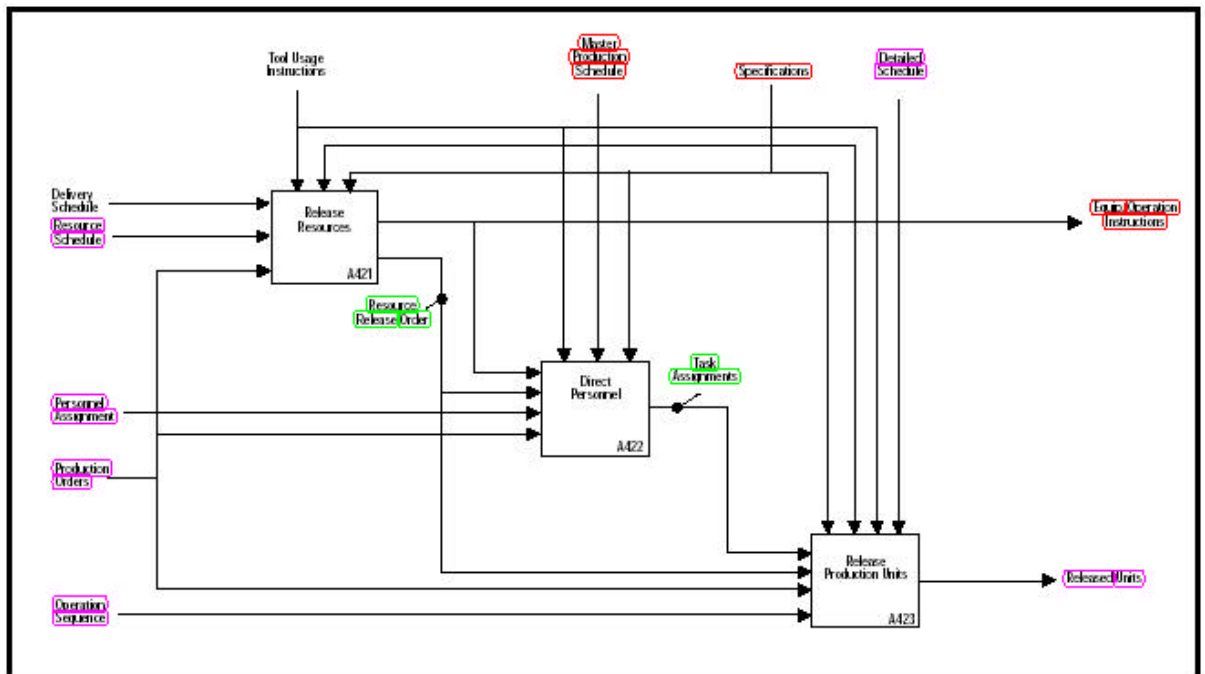 Tool Usage
Instructions
Master
Production
Schedule
Specifications
Detailed
Schedule
Delivery
Schedule
Resource
Schedule
Release
Resources
A421
Equip/Operation
Instructions
Resource
Release Order
Direct
Personnel
A422
Task
Assignments
Personnel
Assignment
Production
Orders
Release
Production Units
A423
Released Units
Operation
Sequence